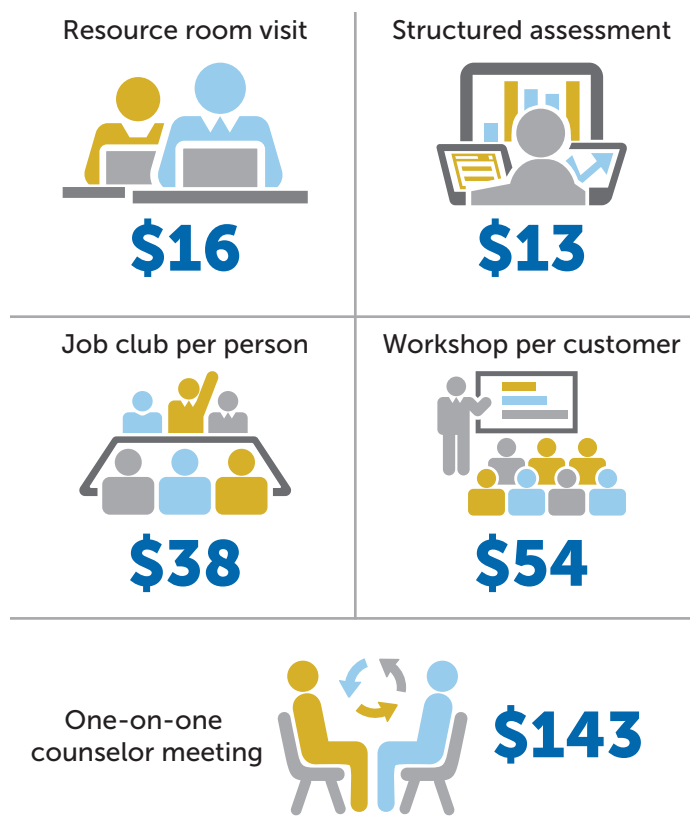 Resource room visit
$16
Structured assessment
$13
Job club per person
$38
Workshop per customer
$54
One-on-one
counselor meeting
$143